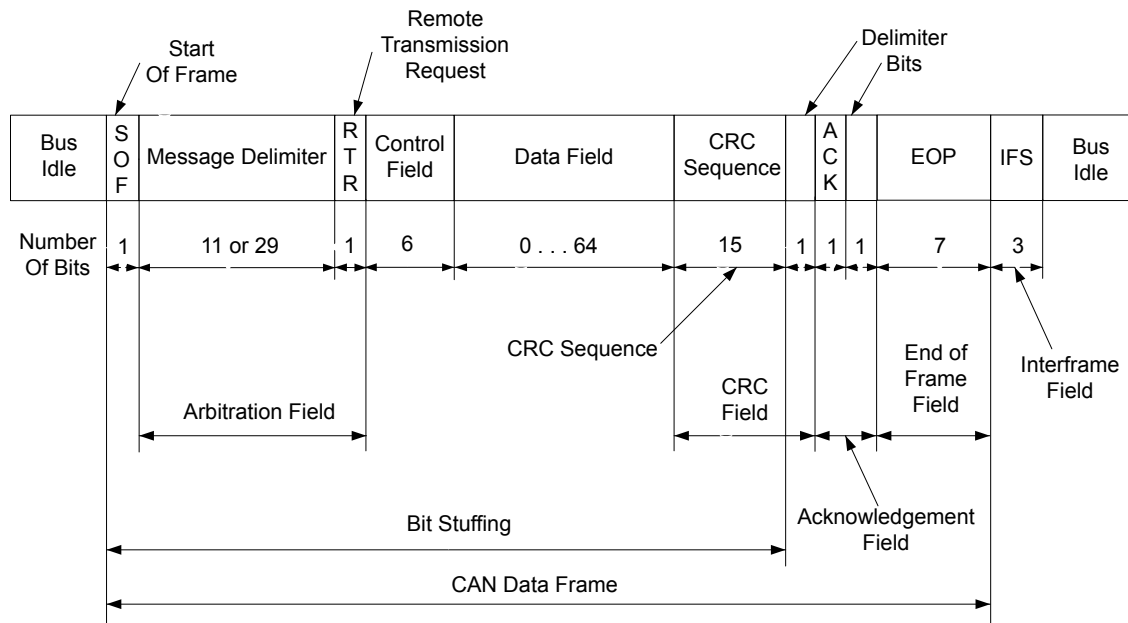 Remote
Transmission
Request
Start
Of Frame
Delimiter
Bits
Bus
Idle
S
O
F
Message Delimiter
R
T
R
Control
Field
Data Field
CRC
Sequence
A
C
K
EOP
IFS
Bus
Idle
Number
Of Bits
1
11 or 29
1
6
0 . . . 64
15
1
1
1
7
3
CRC Sequence
End of
Frame
Field
Interframe
Field
Arbitration Field
CRC
Field
Bit Stuffing
Acknowledgement
Field
CAN Data Frame